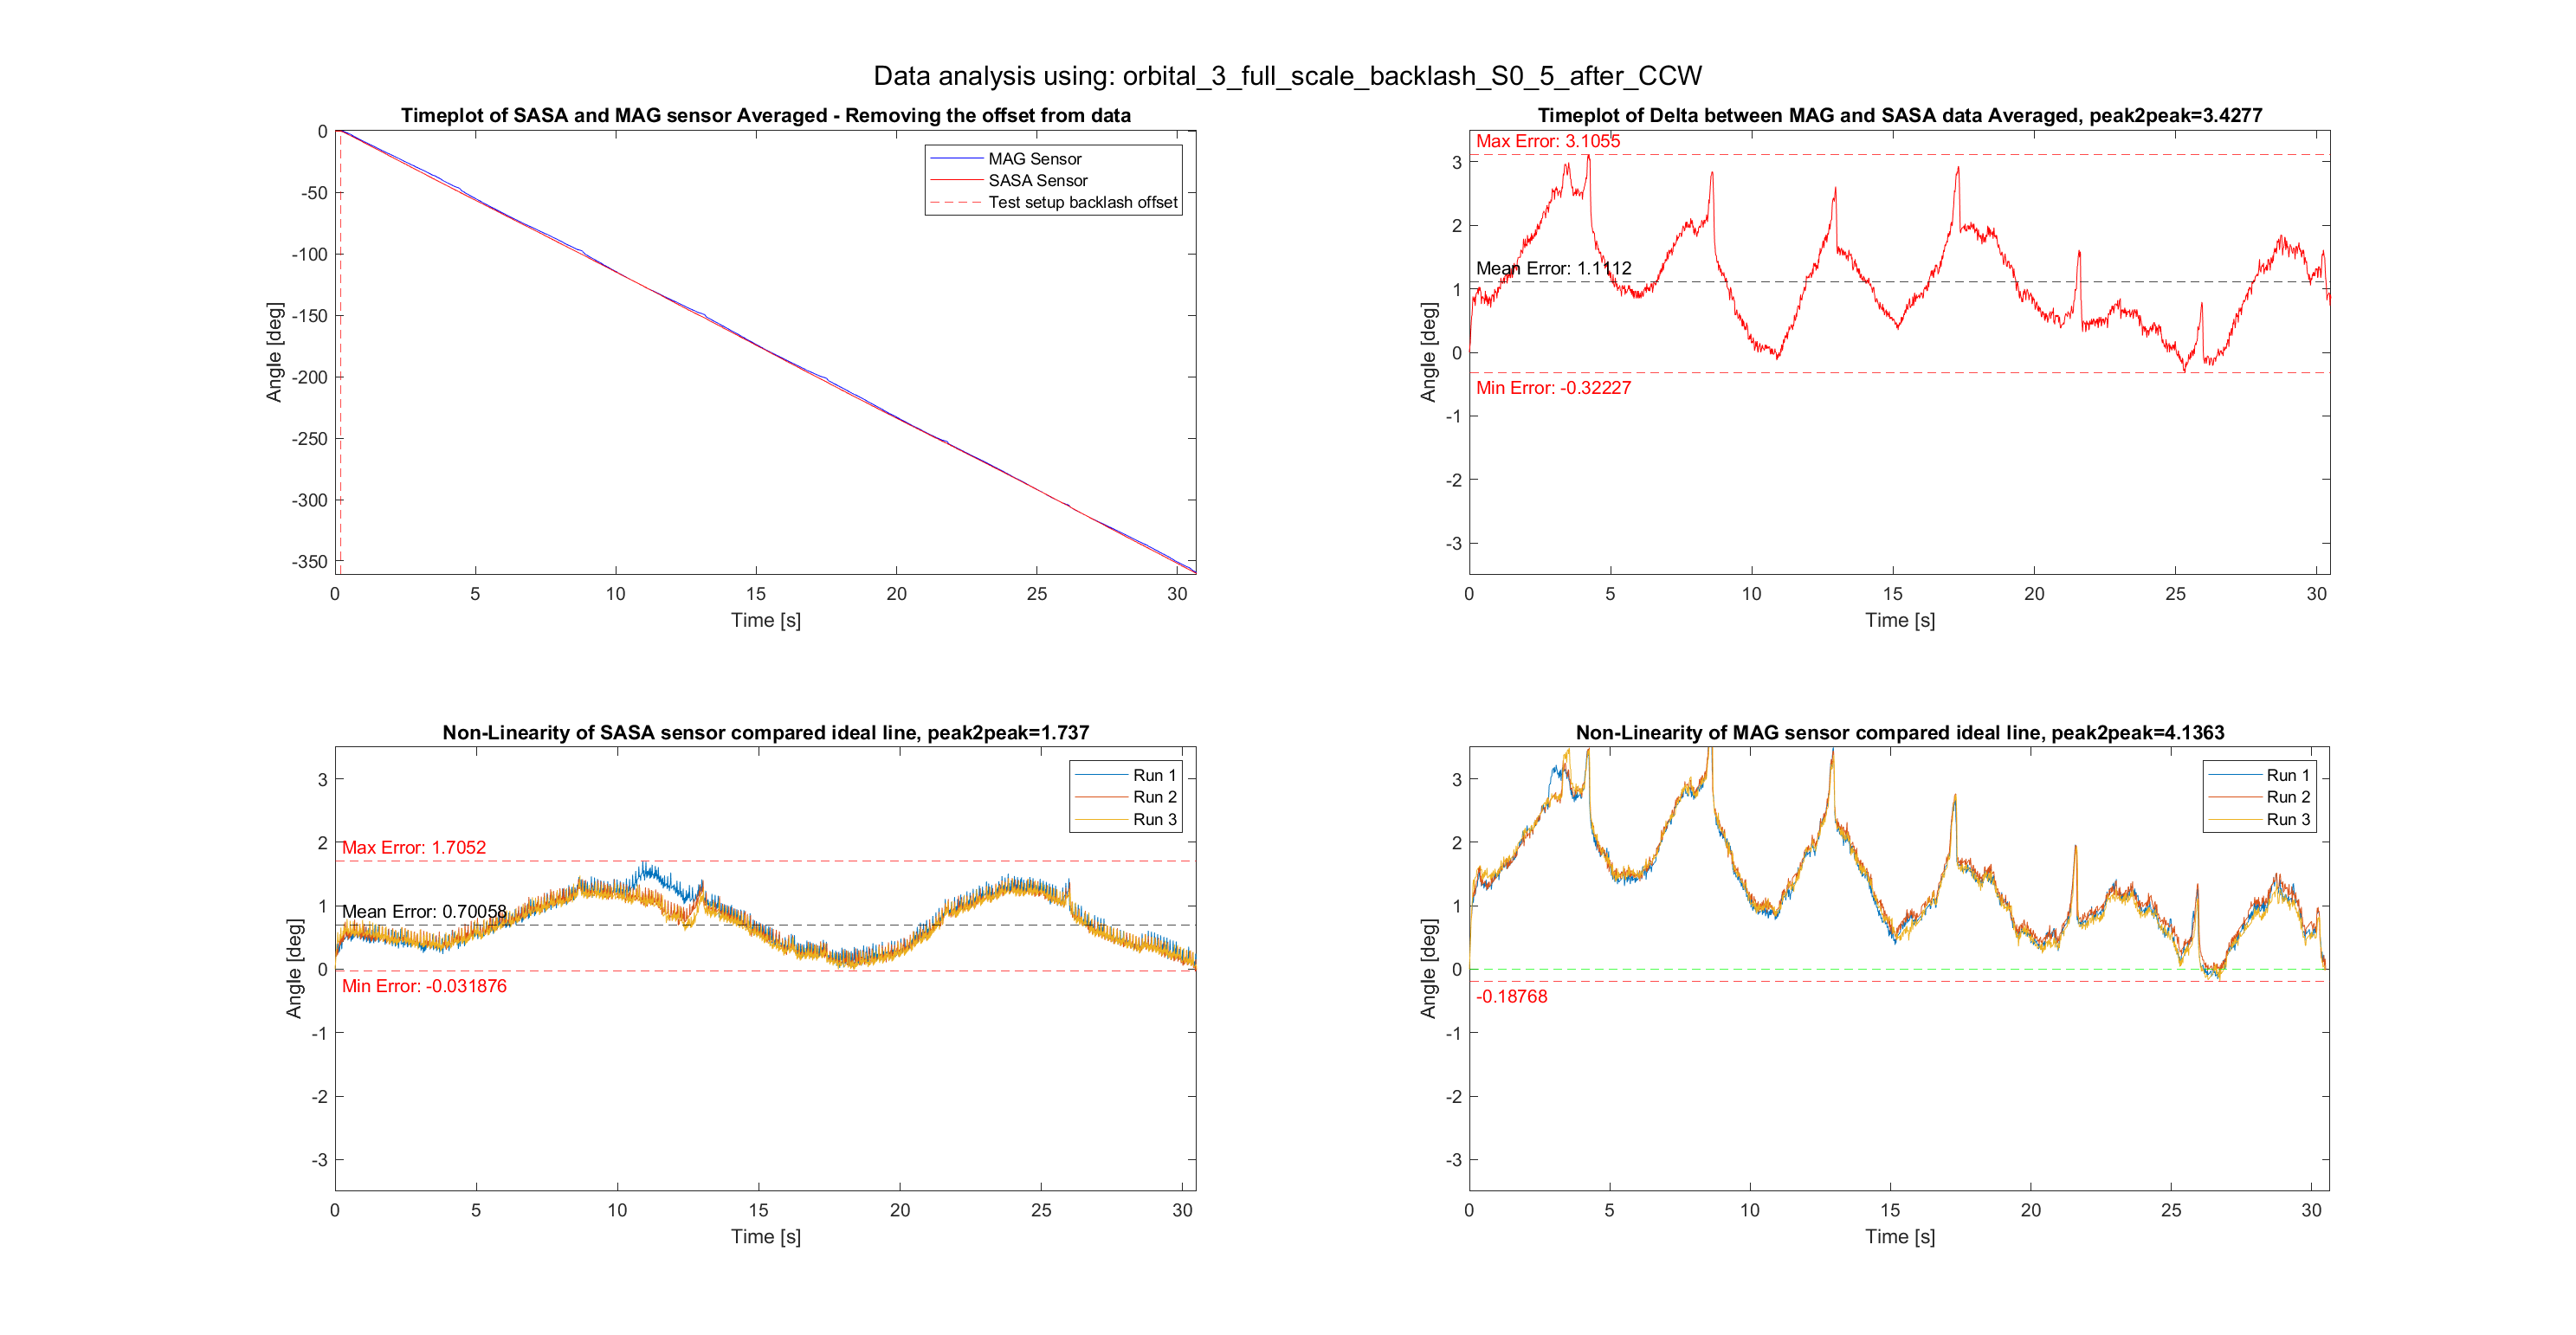 Data analysis using: orbital_3_full_scale_backlash_S0_5_after_CCW
Timeplot of SASA and MAG sensor Averaged - Removing the offset from data
0
-50
-100
-150
-200
-250
-300
-350
Angle [deg]
MAG Sensor
SASA Sensor
Test setup backlash offset
0 5 10 15 20 25 30
Time [s]
Timeplot of Delta between MAG and SASA data Averaged, peak2peak=3.4277
3
2
1
0
-1
-2
-3
Angle [deg]
Max Error: 3.1055
Mean Error: 1.1112
Min Error: -0.32227
0 5 10 15 20 25 30
Time [s]
Non-Linearity of SASA sensor compared ideal line, peak2peak=1.737
3
2
1
0
-1
-2
-3
Angle [deg]
Run 1
Run 2
Run 3
Max Error: 1.7052
Mean Error: 0.70058
Min Error: -0.031876
0 5 10 15 20 25 30
Time [s]
Non-Linearity of MAG sensor compared ideal line, peak2peak=4.1363
3
2
1
0
-1
-2
-3
Angle [deg]
Run 1
Run 2
Run 3
-0.18768
0 5 10 15 20 25 30
Time [s]